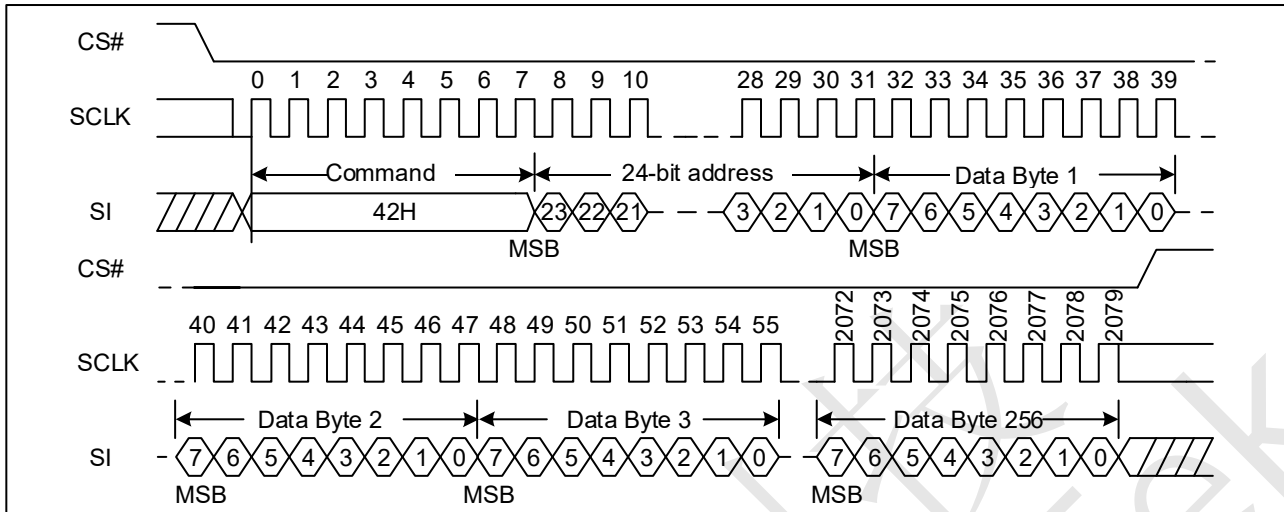 CS#
0 1 2 3 4 5 6 7 8 9 10 28 29 30 31 32 33 34 35 36 37 38 39
SCLK
Command 24-bit address Data Byte 1
SI 42H 23 22 21 3 2 1 0 7 6 5 4 3 2 1 0
MSB MSB
CS#
40 41 42 43 44 45 46 47 48 49 50 51 52 53 54 55 2072 2073 2074 2075 2076 2077 2078 2079
SCLK
Data Byte 2 Data Byte 3 Data Byte 256
SI 7 6 5 4 3 2 1 0 7 6 5 4 3 2 1 0 7 6 5 4 3 2 1 0
MSB MSB MSB